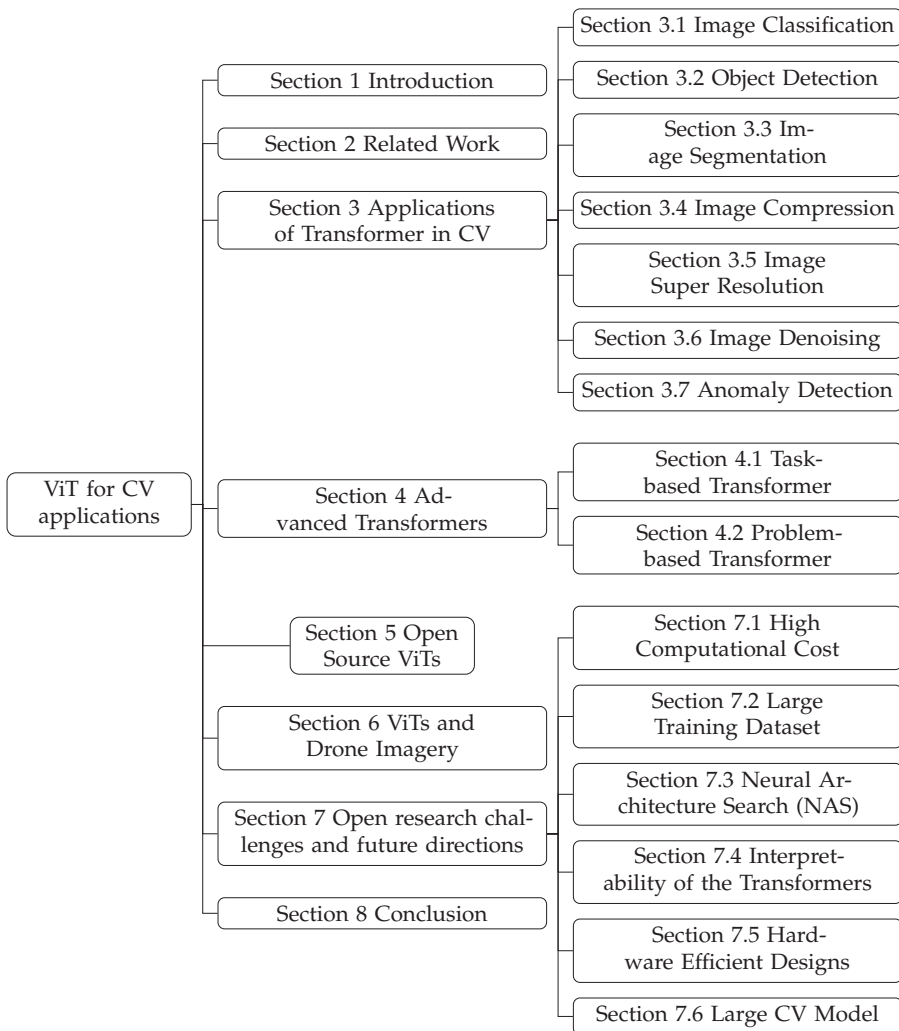 ViT for CV
applications
Section 1 Introduction
Section 2 Related Work
Section 3 Applications
of Transformer in CV
Section 3.1 Image Classification
Section 3.2 Object Detection
Section 3.3 Im-
age Segmentation
Section 3.4 Image Compression
Section 3.5 Image
Super Resolution
Section 3.6 Image Denoising
Section 3.7 Anomaly Detection
Section 4 Ad-
vanced Transformers
Section 4.1 Task-
based Transformer
Section 4.2 Problem-
based Transformer
Section 5 Open
Source ViTs
Section 6 ViTs and
Drone Imagery
Section 7 Open research chal-
lenges and future directions
Section 7.1 High
Computational Cost
Section 7.2 Large
Training Dataset
Section 7.3 Neural Ar-
chitecture Search (NAS)
Section 7.4 Interpret-
ability of the Transformers
Section 7.5 Hard-
ware Efficient Designs
Section 7.6 Large CV Model
Section 8 Conclusion